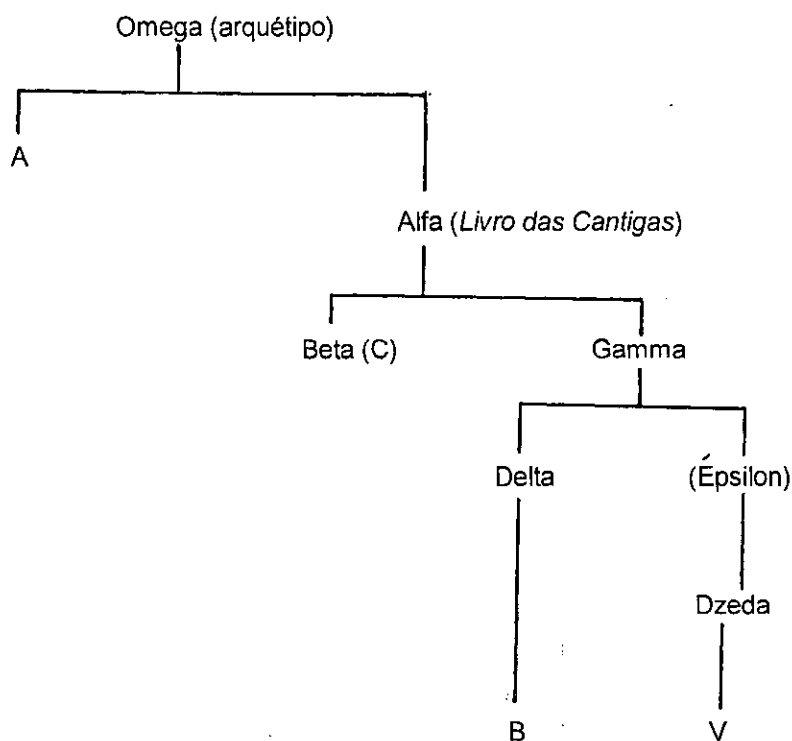 Omega (arquétipo)
A
Alfa (Livro das Cantigas)
Beta (C)
Gamma
Delta
(Épsilon)
Dzeda
B
V